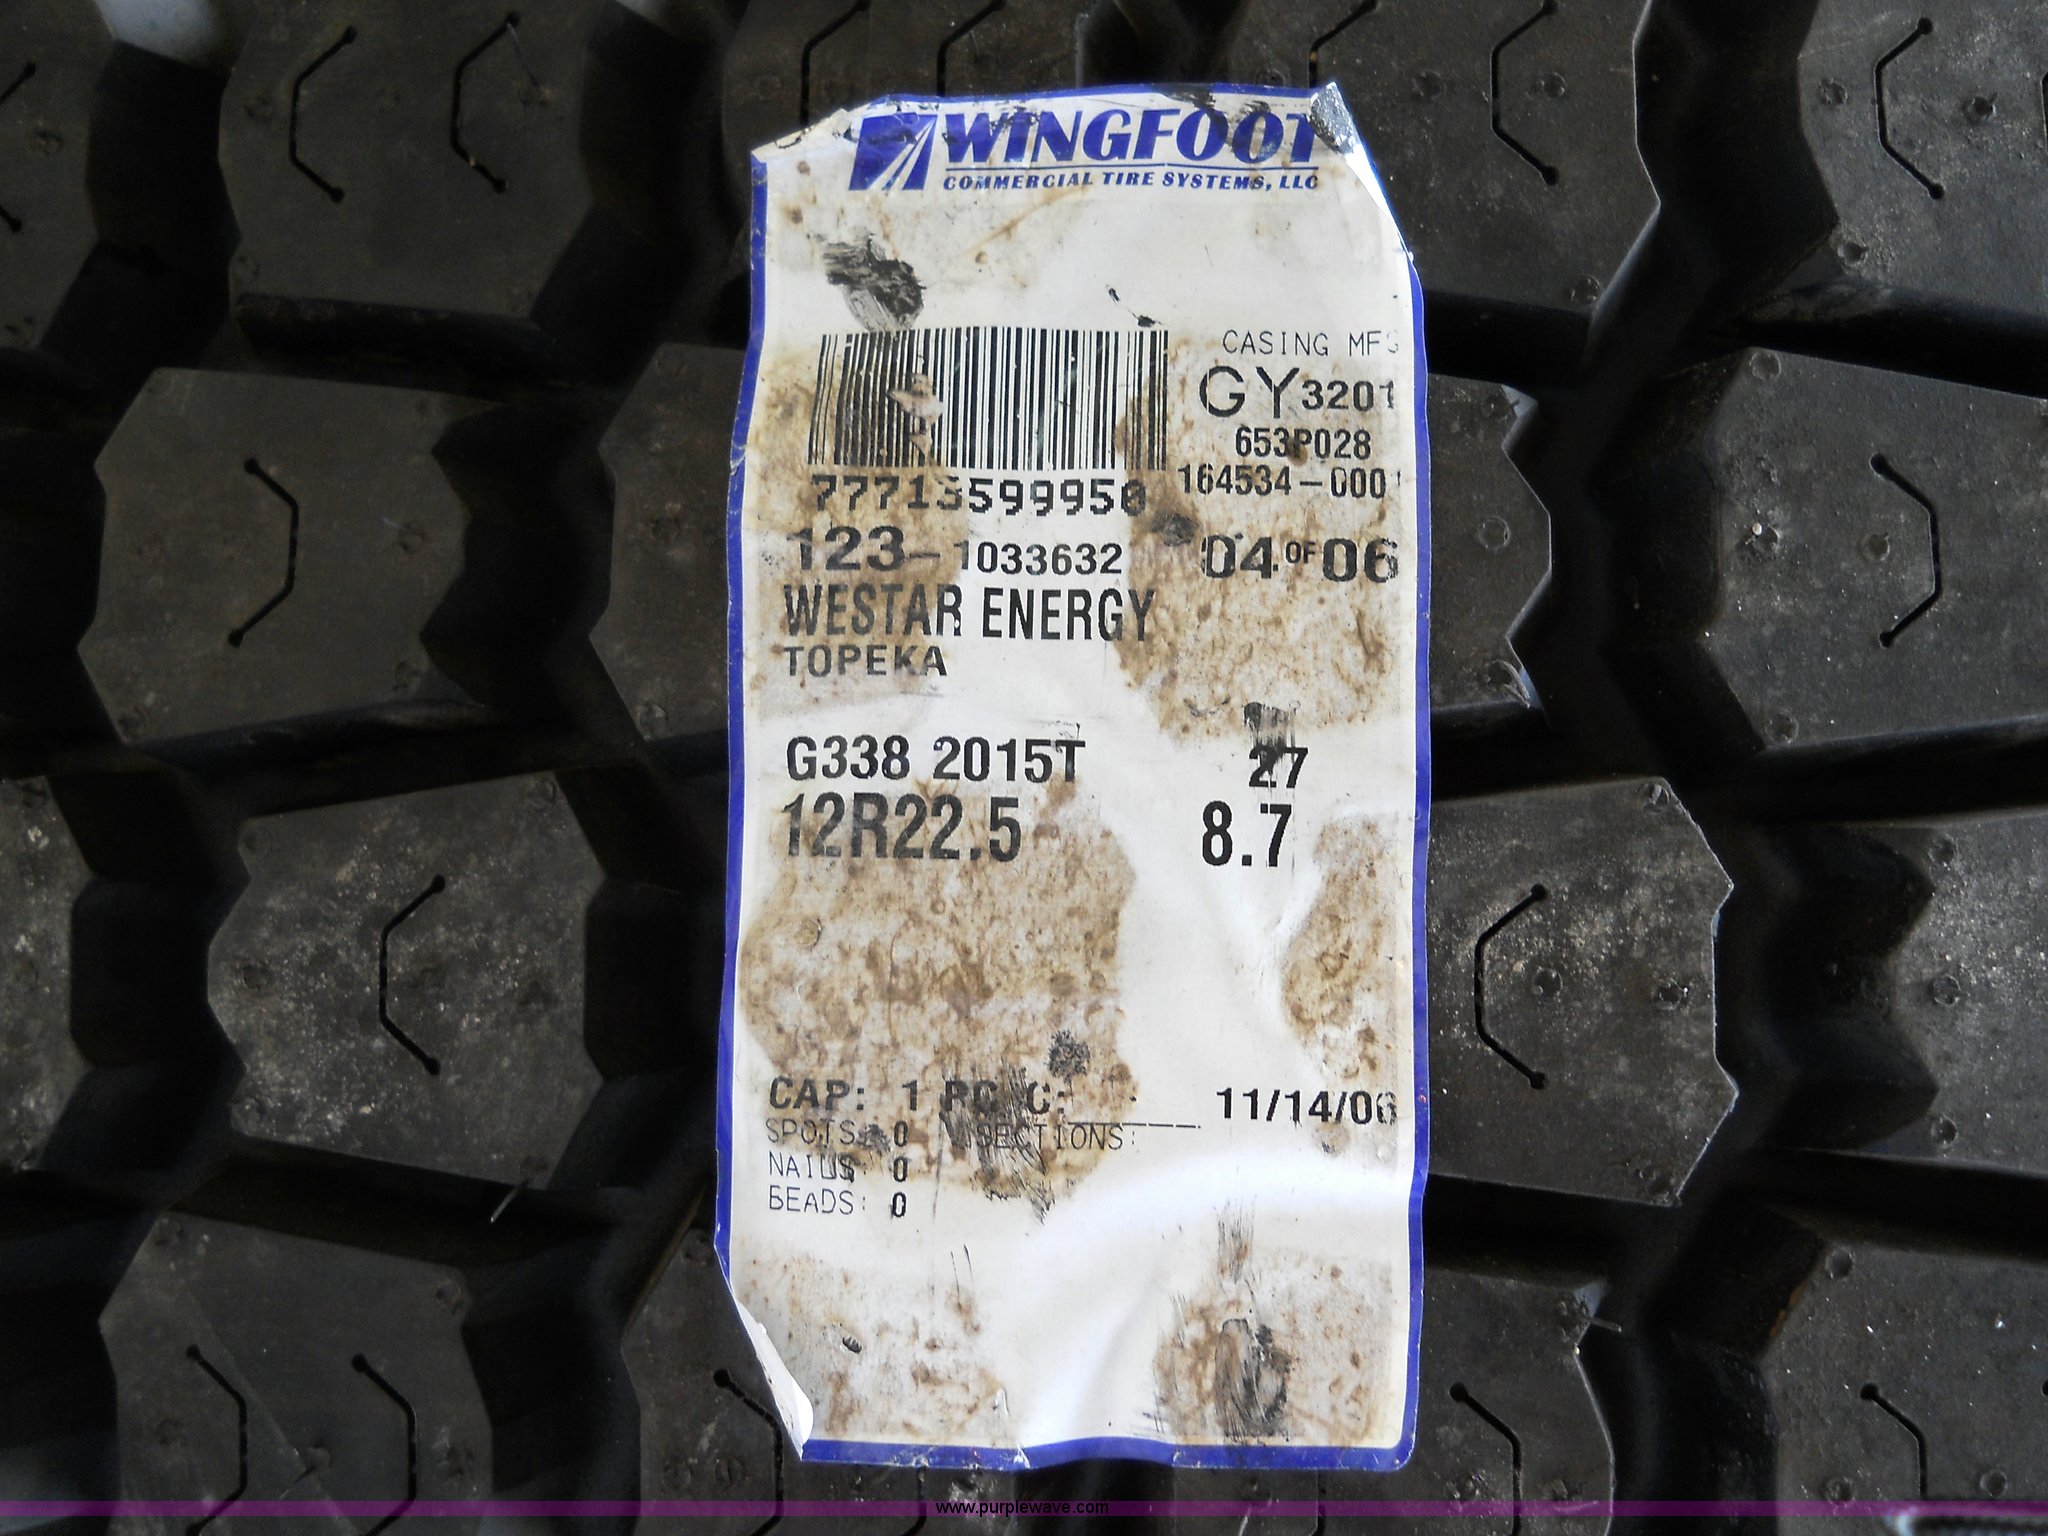 WINGFOOT
COMMERCIAL TIRE SYSTEMS, LLC
CASING MFG
GY3201
653P028
164534-0001
77713599950
123-1033632 04 OF 06
WESTAR ENERGY
TOPEKA
G338 2015T 27
12R22.5 8.7
CAP: 1 PC C: 11/14/06
SPOTS: 0 SECTIONS:
NAILS: 0
BEADS: 0
www.purplewave.com